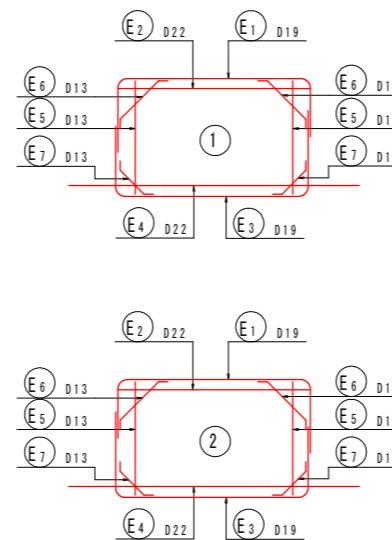 E2 D22 E1 D19
E6 D13 E6 D1
E5 D13 E5 D1
1
E7 D13 E7 D1
E4 D22 E3 D19
E2 D22 E1 D19
E6 D13 E6 D1
E5 D13 E5 D1
2
E7 D13 E7 D1
E4 D22 E3 D19